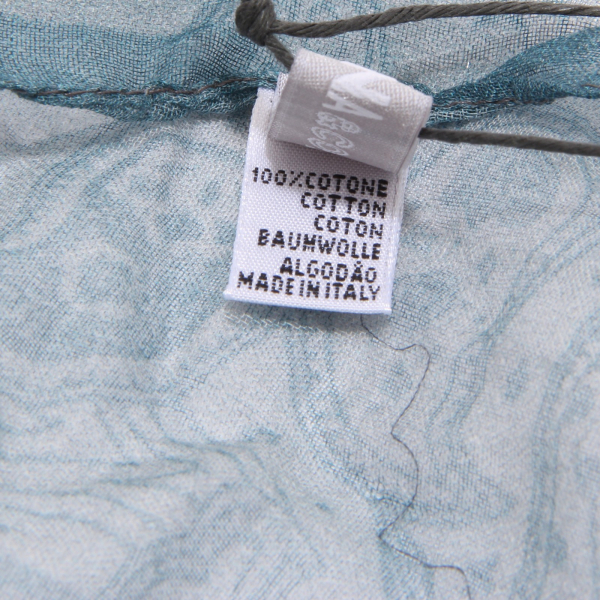 100%COTONE
COTTON
COTON
BAUMWOLLE
ALGODÃO
MADE IN ITALY